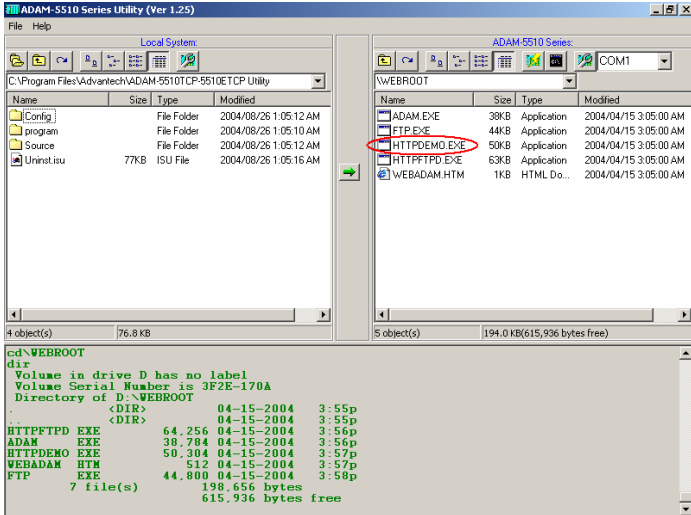 ADAM-5510 Series Utility (Ver 1.25)
File Help
Local System:
ADAM-5510 Series:
COM1
C:\Program Files\Advantech\ADAM-5510TCP-5510ETCP Utility
\WEBROOT
Name Size Type Modified
Config File Folder 2004/08/26 1:05:12 AM
program File Folder 2004/08/26 1:05:10 AM
Source File Folder 2004/08/26 1:05:12 AM
Uninst.isu 77KB ISU File 2004/08/26 1:05:16 AM
Name Size Type Modified
ADAM.EXE 38KB Application 2004/04/15 3:05:00 AM
FTP.EXE 44KB Application 2004/04/15 3:05:00 AM
HTTPDEMO.EXE 50KB Application 2004/04/15 3:05:00 AM
HTTPFTPD.EXE 63KB Application 2004/04/15 3:05:00 AM
WEBADAM.HTM 1KB HTML Do... 2004/04/15 3:05:00 AM
4 object(s) 76.8 KB
5 object(s) 194.0 KB(615,936 bytes free)
cd\WEBROOT
dir
Volume in drive D has no label
Volume Serial Number is 3F2E-170A
Directory of D:\WEBROOT
. <DIR> 04-15-2004 3:55p
.. <DIR> 04-15-2004 3:55p
HTTPFTPD EXE 64,256 04-15-2004 3:56p
ADAM EXE 38,784 04-15-2004 3:56p
HTTPDEMO EXE 50,304 04-15-2004 3:57p
WEBADAM HTM 512 04-15-2004 3:57p
FTP EXE 44,800 04-15-2004 3:58p
7 file(s) 198,656 bytes
615,936 bytes free